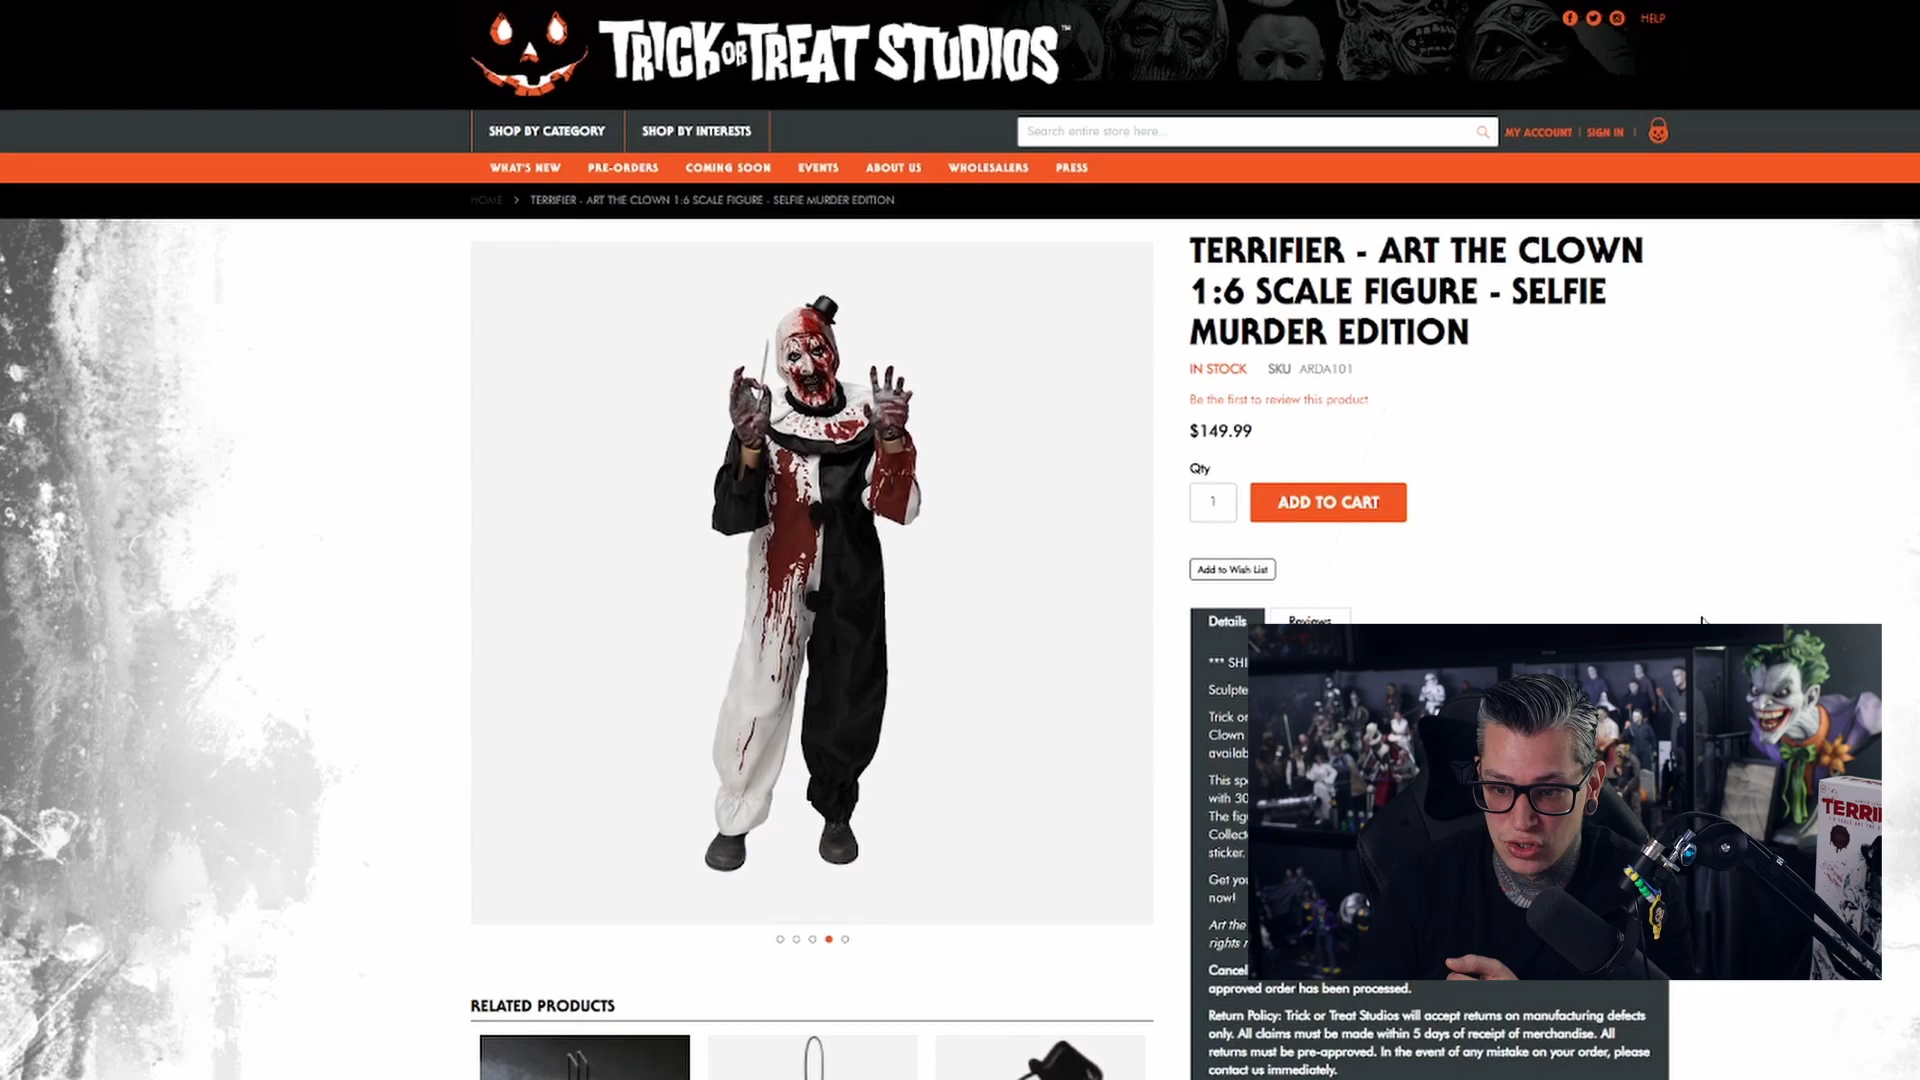 TRICK OR TREAT STUDIOS™
HELP
SHOP BY CATEGORY
SHOP BY INTERESTS
Search entire store here...
MY ACCOUNT | SIGN IN |
WHAT'S NEW
PRE-ORDERS
COMING SOON
EVENTS
ABOUT US
WHOLESALERS
PRESS
HOME > TERRIFIER - ART THE CLOWN 1:6 SCALE FIGURE - SELFIE MURDER EDITION
TERRIFIER - ART THE CLOWN
1:6 SCALE FIGURE - SELFIE
MURDER EDITION
IN STOCK SKU ARDA101
Be the first to review this product
$149.99
Qty
1
ADD TO CART
Add to Wish List
Details
Reviews
*** SHI
Sculpte
Trick or
Clown
availab
This sp
with 30
The fig
Collect
sticker.
Get you
now!
Art the
rights r
Cancel
approved order has been processed.
Return Policy: Trick or Treat Studios will accept returns on manufacturing defects
only. All claims must be made within 5 days of receipt of merchandise. All
returns must be pre-approved. In the event of any mistake on your order, please
contact us immediately.
TERRI
RELATED PRODUCTS